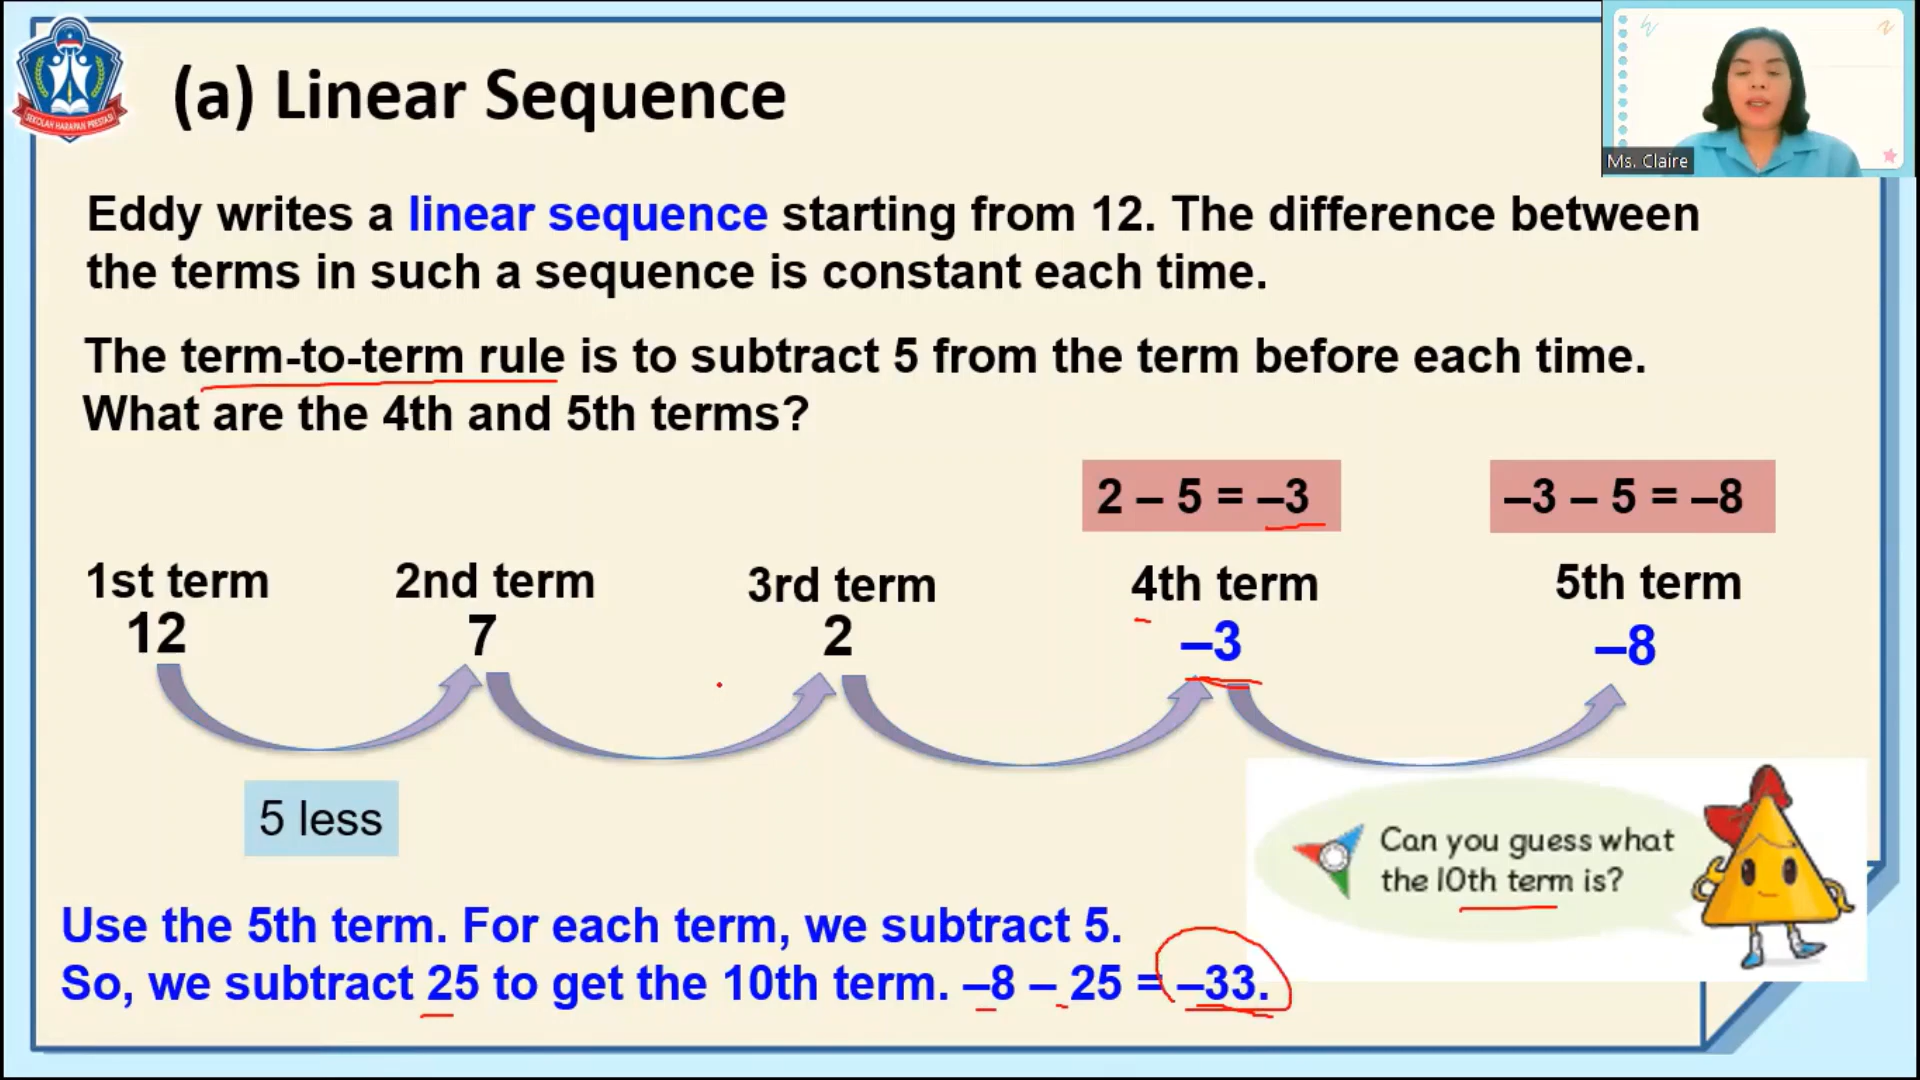 SEKOLAH HARAPAN PRESTASI
(a) Linear Sequence
Ms. Claire
Eddy writes a linear sequence starting from 12. The difference between
the terms in such a sequence is constant each time.
The term-to-term rule is to subtract 5 from the term before each time.
What are the 4th and 5th terms?
2 – 5 = –3
–3 – 5 = –8
1st term
12
2nd term
7
3rd term
2
4th term
–3
5th term
–8
5 less
Can you guess what
the 10th term is?
Use the 5th term. For each term, we subtract 5.
So, we subtract 25 to get the 10th term. –8 – 25 = –33.